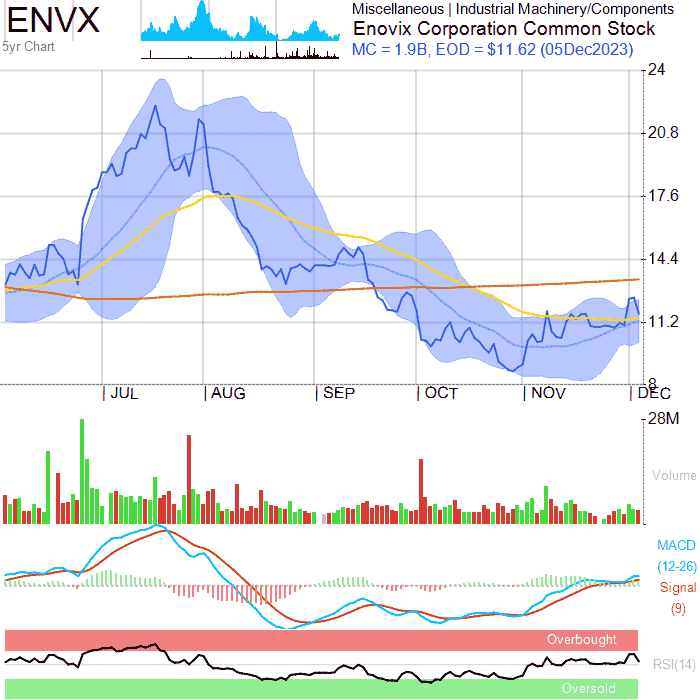 ENVX
5yr Chart
Miscellaneous | Industrial Machinery/Components
Enovix Corporation Common Stock
MC = 1.9B, EOD = $11.62 (05Dec2023)
24
20.8
17.6
14.4
11.2
8
JUL
AUG
SEP
OCT
NOV
DEC
28M
Volume
MACD
(12-26)
Signal
(9)
Overbought
RSI(14)
Oversold